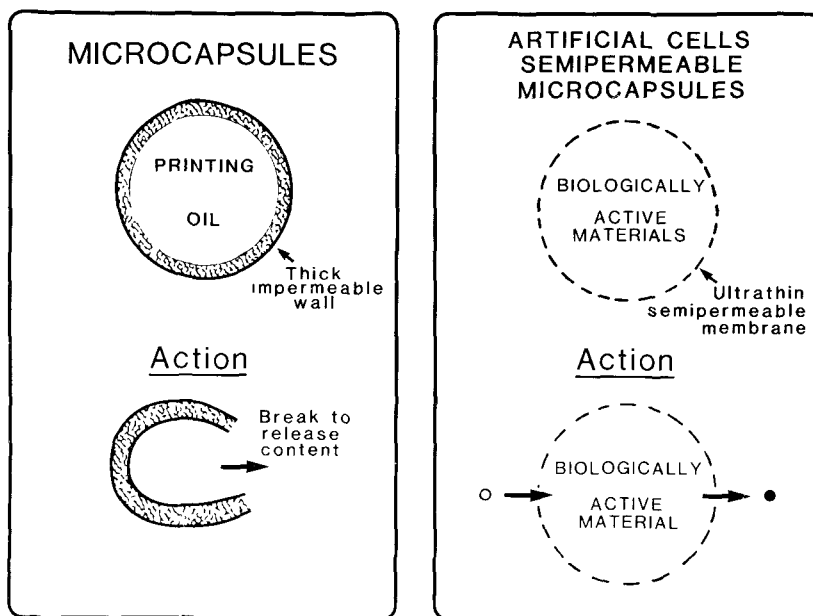 MICROCAPSULES
PRINTING
OIL
Thick
impermeable
wall
Action
Break to
release
content
ARTIFICIAL CELLS
SEMIPERMEABLE
MICROCAPSULES
BIOLOGICALLY
ACTIVE
MATERIALS
Ultrathin
semipermeable
membrane
Action
BIOLOGICALLY
ACTIVE
MATERIAL